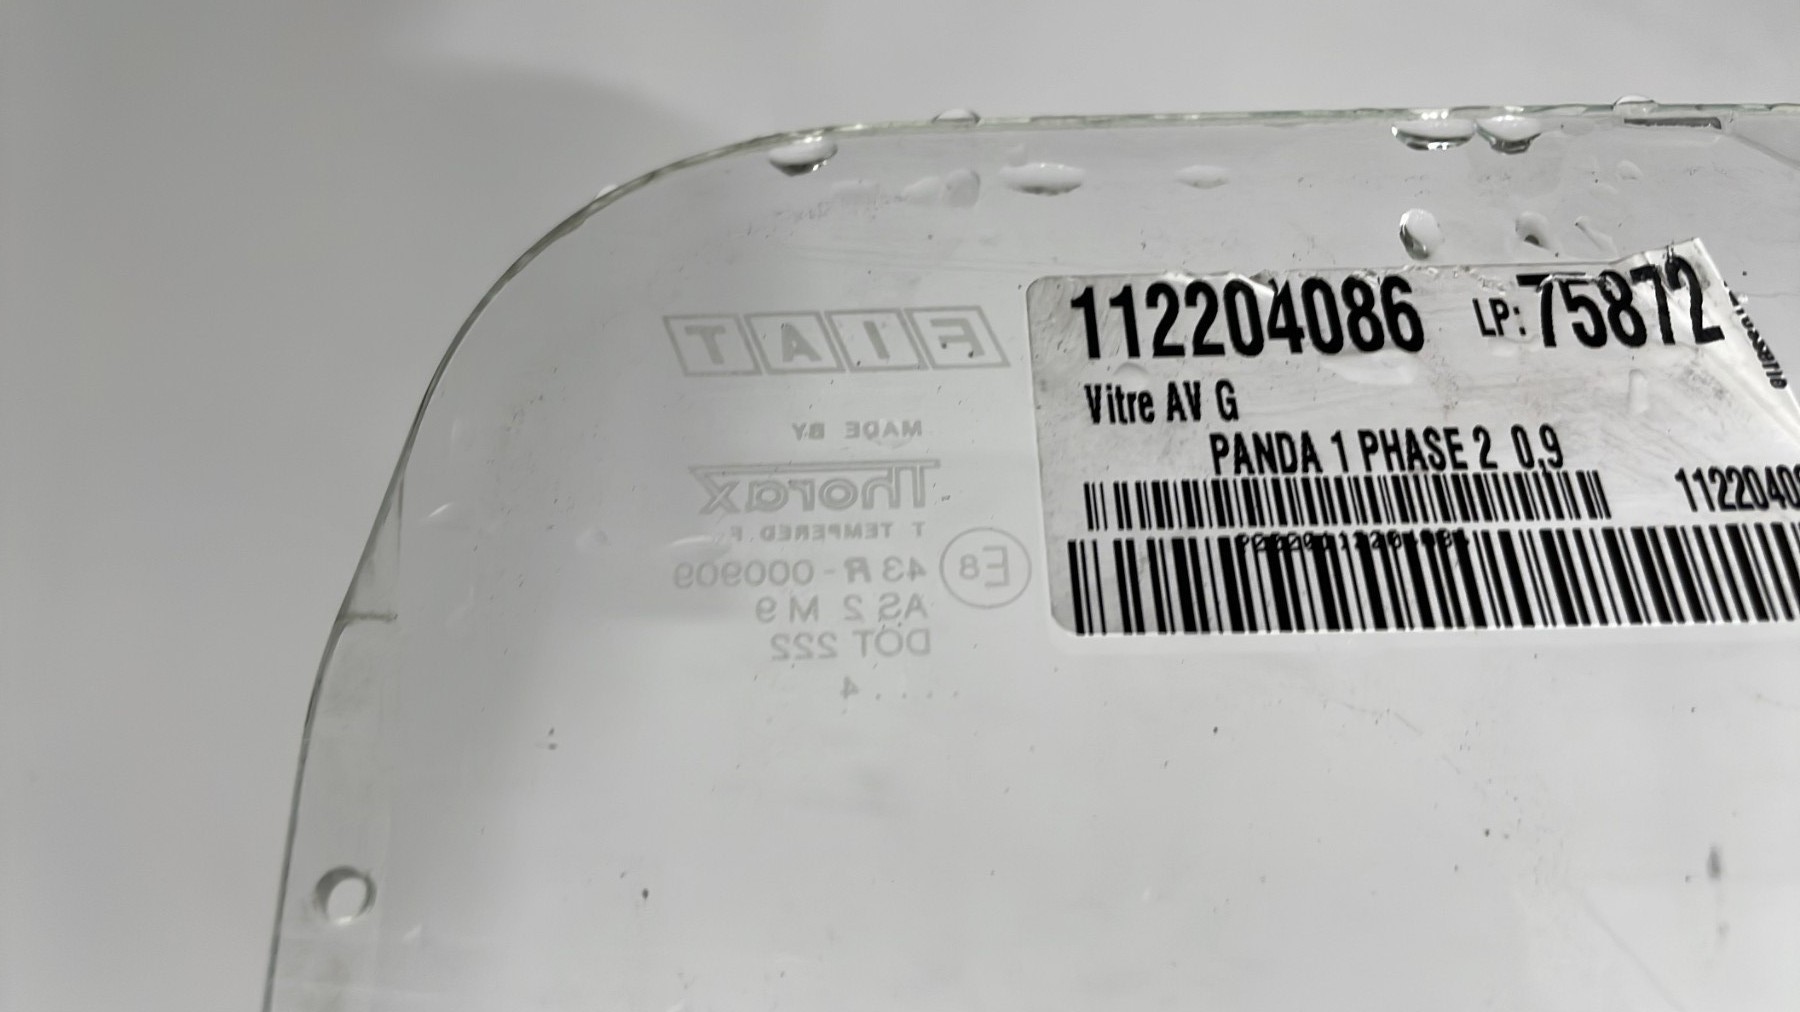 FIAT
MADE BY
Thorax
T TEMPERED F.
E8 43 R - 000909
AS 2 M 9
DOT 222
. . . . 4
112204086 LP: 75872
Vitre AV G
PANDA 1 PHASE 2 0,9